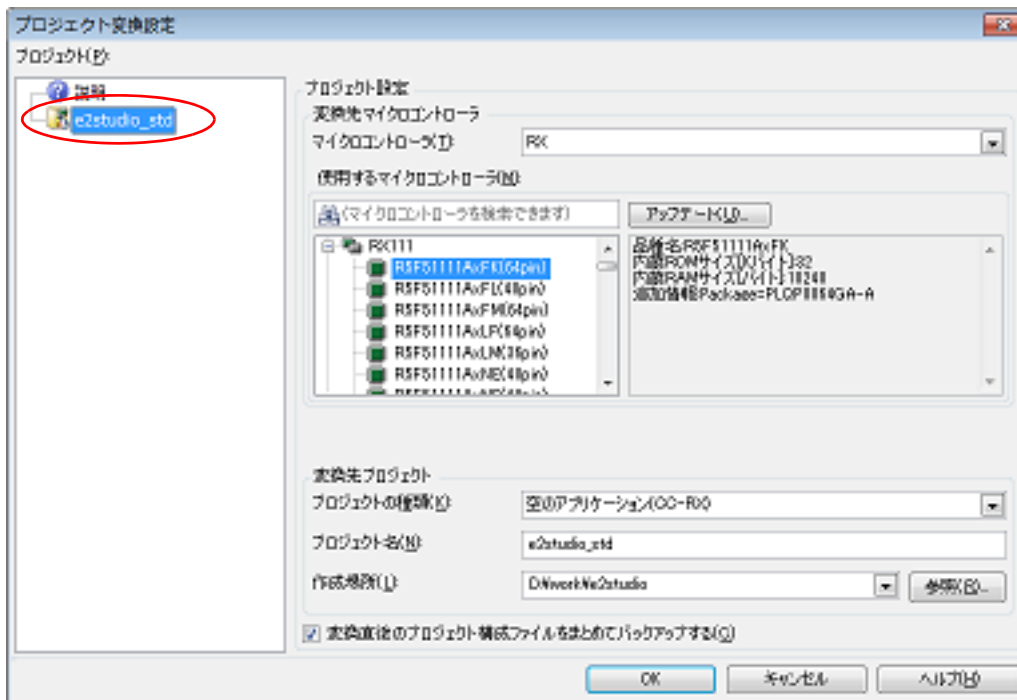 プロジェクト変換設定
プロジェクト(P):
説明
e2studio_std
プロジェクト設定
変換先マイクロコントローラ
マイクロコントローラ(T):
RX
使用するマイクロコントローラ(M):
(マイクロコントローラを検索できます)
アップデート(U)...
RX111
R5F51111AxFK(64pin)
R5F51111AxFL(48pin)
R5F51111AxFM(64pin)
R5F51111AxLF(64pin)
R5F51111AxLM(36pin)
R5F51111AxNE(48pin)
品種名:R5F51111AxFK
内蔵ROMサイズ[Kバイト]:32
内蔵RAMサイズ[バイト]:10240
追加情報:Package=PLQP0064GA-A
変換先プロジェクト
プロジェクトの種類(K):
空のアプリケーション(CC-RX)
プロジェクト名(N):
e2studio_std
作成場所(L):
D:¥work¥e2studio
参照(R)...
変換直後のプロジェクト構成ファイルをまとめてバックアップする(C)
OK
キャンセル
ヘルプ(H)